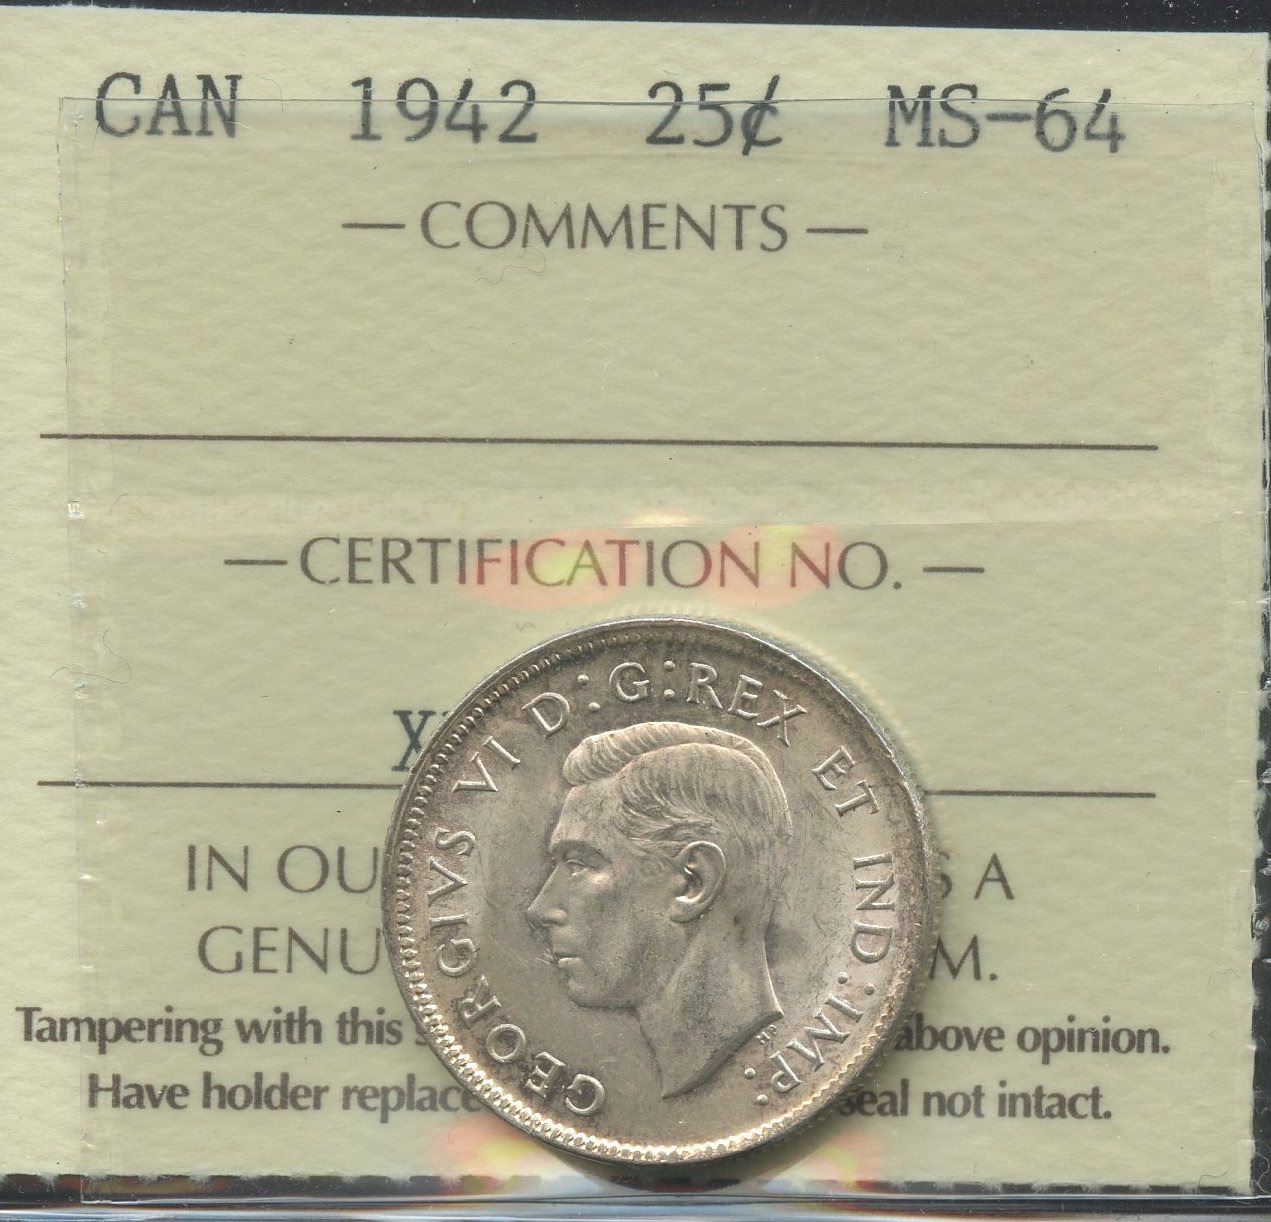 CAN 1942 25¢ MS-64
— COMMENTS —
— CERTIFICATION NO. —
GEORGIVS VI D:G:REX ET IND:IMP:
HP
IN OU S A
GENU M.
Tampering with this s above opinion.
Have holder replace seal not intact.